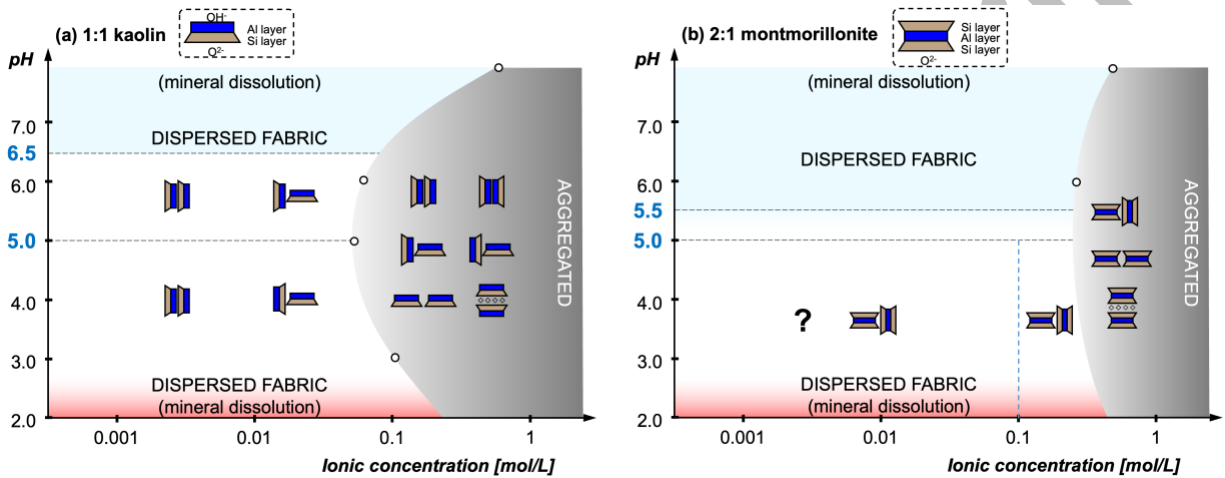 (a) 1:1 kaolin
OH-
Al layer
Si layer
O2-
pH
(mineral dissolution)
7.0
DISPERSED FABRIC
6.5
6.0
5.0
4.0
3.0
DISPERSED FABRIC
(mineral dissolution)
2.0
AGGREGATED
0.001
0.01
0.1
1
Ionic concentration [mol/L]
(b) 2:1 montmorillonite
Si layer
Al layer
Si layer
O2-
pH
(mineral dissolution)
7.0
DISPERSED FABRIC
6.0
5.5
5.0
4.0
?
3.0
DISPERSED FABRIC
(mineral dissolution)
2.0
AGGREGATED
0.001
0.01
0.1
1
Ionic concentration [mol/L]